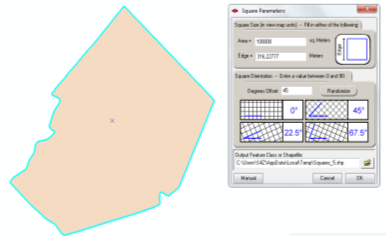 Square Parameters:
Square Size (in view map units) -- Fill in either of the following:
Area = 100000 sq. Meters
Edge = 316.22777 Meters
Edge
Square Orientation -- Enter a value between 0 and 90:
Degrees Offset: 45 Randomize
0° 45°
22.5° 67.5°
Output Feature Class or Shapefile:
C:\Users\S4Z\AppData\Local\Temp\Squares_5.shp
Manual Cancel OK